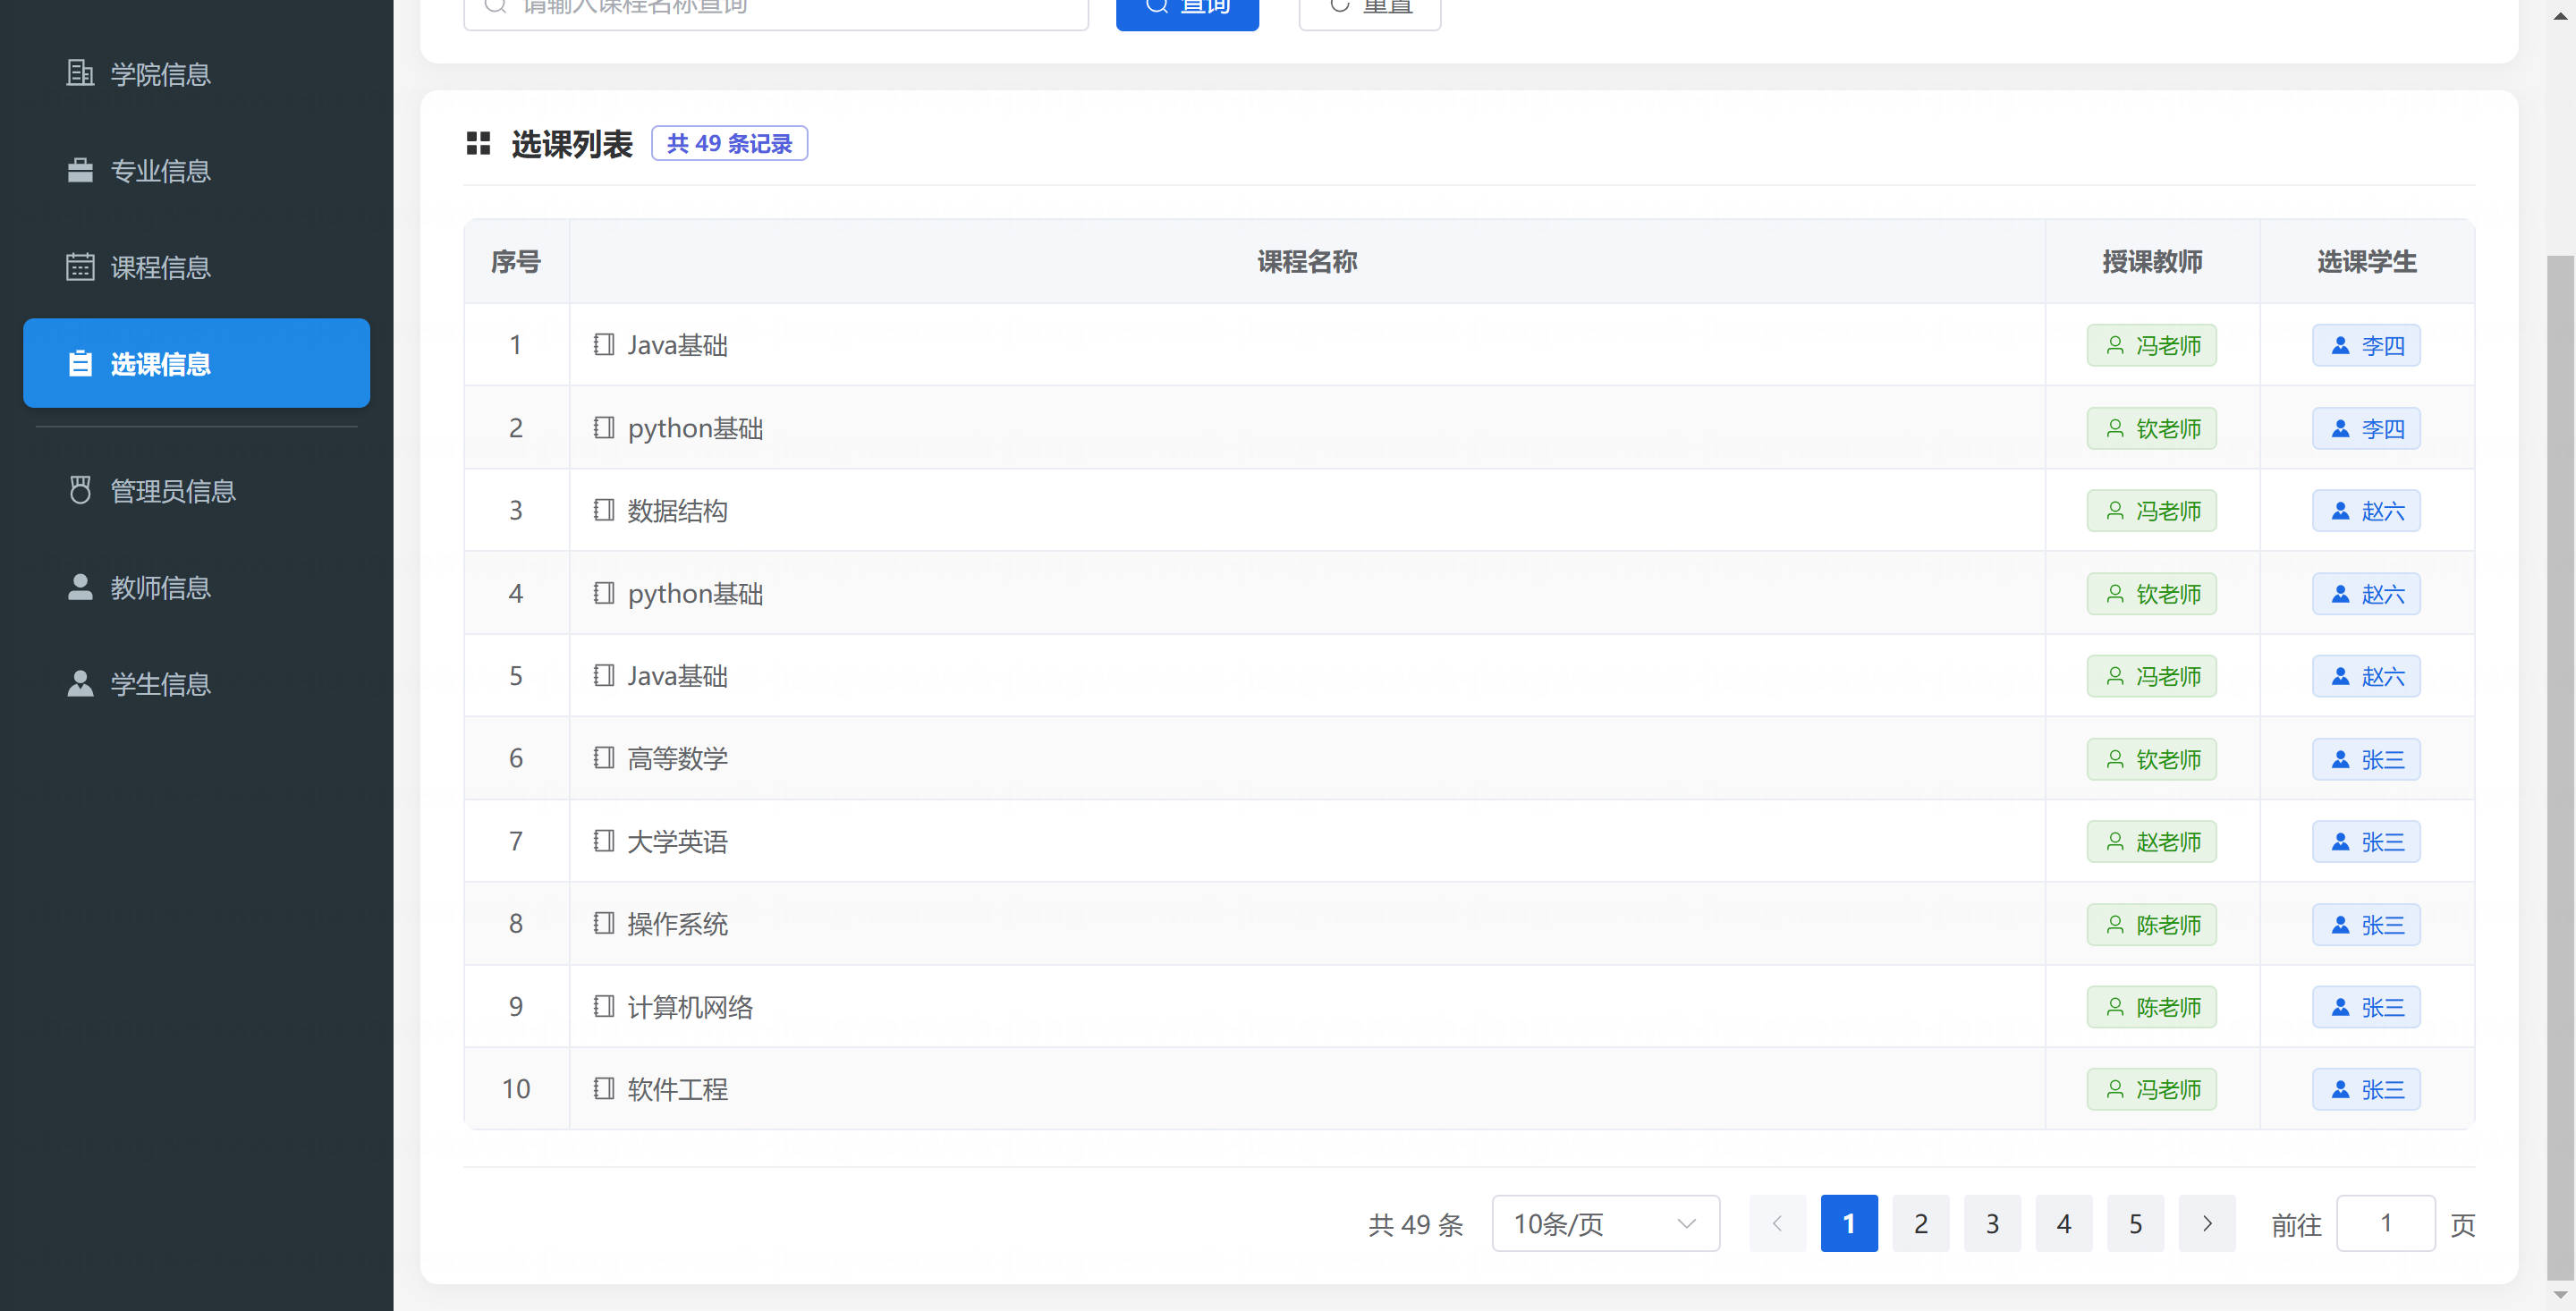 学院信息
专业信息
课程信息
选课信息
管理员信息
教师信息
学生信息
请输入课程名称查询
查询
重置
选课列表 共 49 条记录
序号 课程名称 授课教师 选课学生
1 Java基础 冯老师 李四
2 python基础 钦老师 李四
3 数据结构 冯老师 赵六
4 python基础 钦老师 赵六
5 Java基础 冯老师 赵六
6 高等数学 钦老师 张三
7 大学英语 赵老师 张三
8 操作系统 陈老师 张三
9 计算机网络 陈老师 张三
10 软件工程 冯老师 张三
共 49 条 10条/页 1 2 3 4 5 前往 1 页